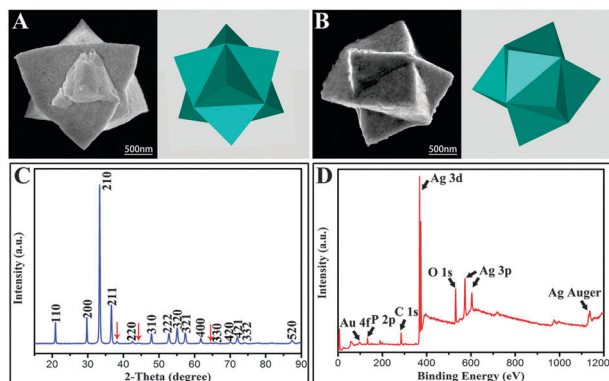 A
500nm
B
500nm
C
Intensity (a.u.)
110
200
210
211
220
310
222
320
321
400
330
420
421
332
520
10 20 30 40 50 60 70 80 90
2-Theta (degree)
D
Intensity (a.u.)
Ag 3d
O 1s
Ag 3p
Ag Auger
Au 4f
P 2p
C 1s
0 200 400 600 800 1000 1200
Binding Energy (eV)